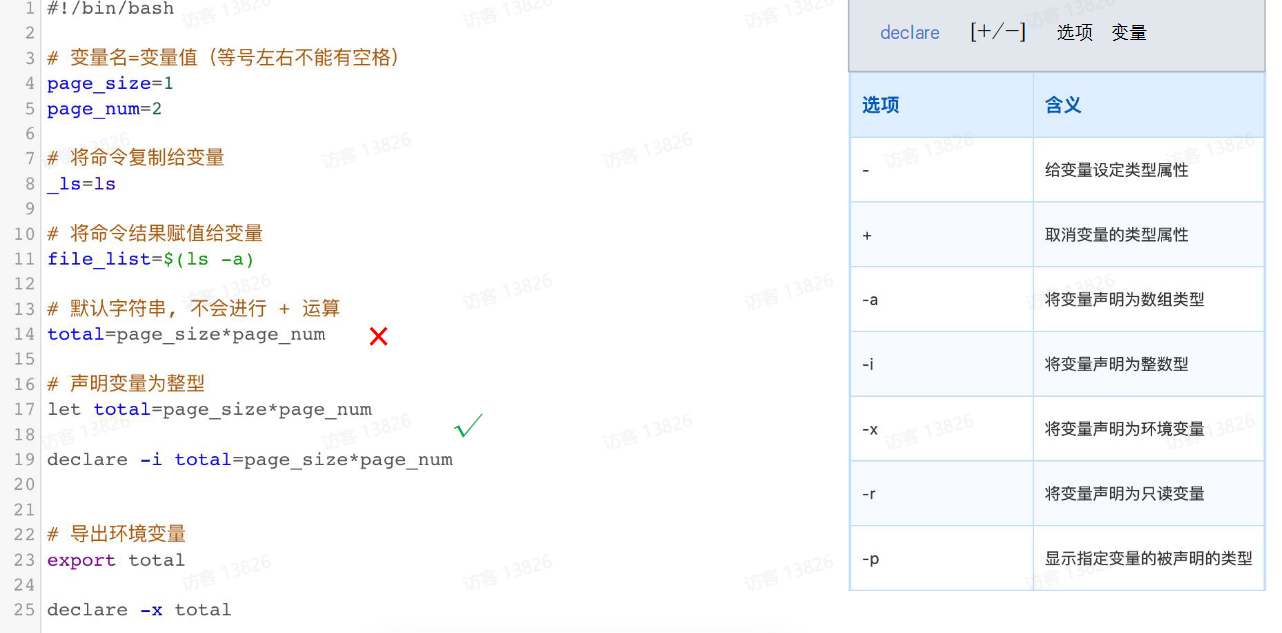 1 #!/bin/bash
2
3 # 变量名=变量值（等号左右不能有空格）
4 page_size=1
5 page_num=2
6
7 # 将命令复制给变量
8 _ls=ls
9
10 # 将命令结果赋值给变量
11 file_list=$(ls -a)
12
13 # 默认字符串, 不会进行 + 运算
14 total=page_size*page_num
15
16 # 声明变量为整型
17 let total=page_size*page_num
18
19 declare -i total=page_size*page_num
20
21
22 # 导出环境变量
23 export total
24
25 declare -x total
declare [+/-] 选项 变量
选项 含义
- 给变量设定类型属性
+ 取消变量的类型属性
-a 将变量声明为数组类型
-i 将变量声明为整数型
-x 将变量声明为环境变量
-r 将变量声明为只读变量
-p 显示指定变量的被声明的类型
访客 13826